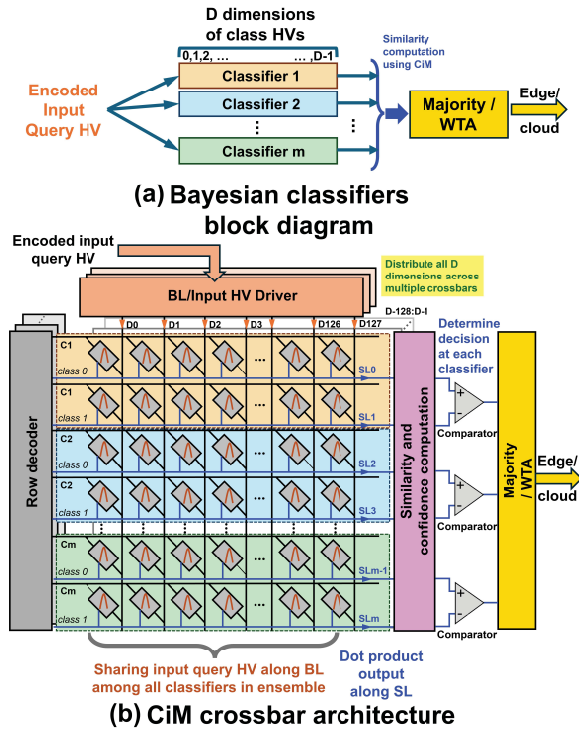 D dimensions
of class HVs
0,1,2, ... ... ...,D-1
Similarity
computation
using CiM
Encoded
Input
Query HV
Classifier 1
Classifier 2
Classifier m
Majority /
WTA
Edge/
cloud
(a) Bayesian classifiers
block diagram
Encoded input
query HV
BL/Input HV Driver
Distribute all D
dimensions across
multiple crossbars
D-128:D-I
D0 D1 D2 D3 D126 D127
Determine
decision
at each
classifier
Row decoder
C1
class 0
SL0
C1
class 1
SL1
C2
class 0
SL2
C2
class 1
SL3
Cm
class 0
SLm-1
Cm
class 1
SLm
Similarity and
confidence computation
Comparator
Comparator
Comparator
Majority
/ WTA
Edge/
cloud
Sharing input query HV along BL
among all classifiers in ensemble
Dot product
output
along SL
(b) CiM crossbar architecture